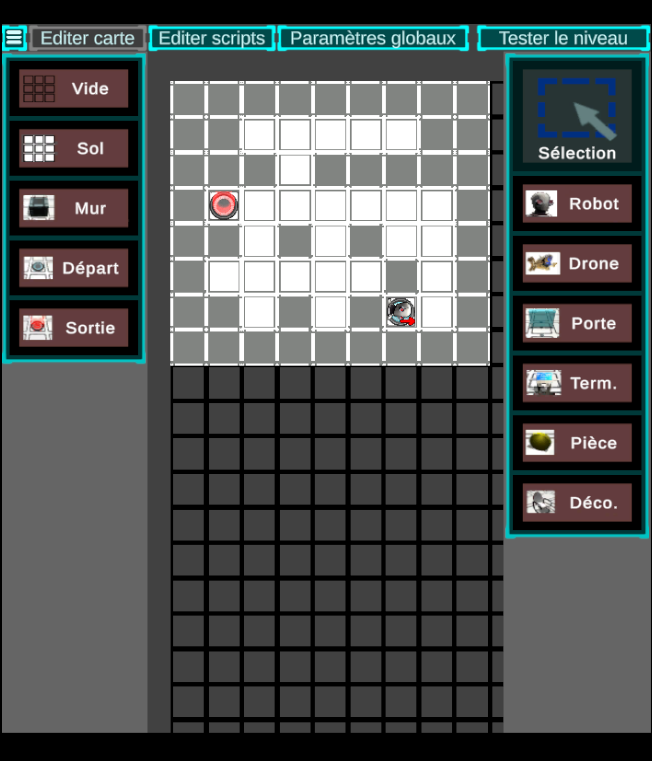 Editer carte
Editer scripts
Paramètres globaux
Tester le niveau
Vide
Sol
Mur
Départ
Sortie
Sélection
Robot
Drone
Porte
Term.
Pièce
Déco.